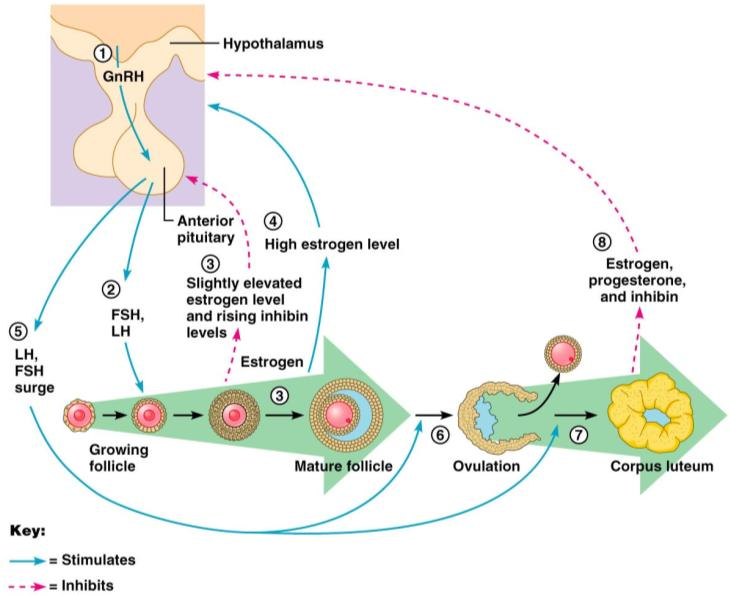 1
Hypothalamus
GnRH
Anterior
pituitary
4
High estrogen level
8
Estrogen,
progesterone,
and inhibin
3
Slightly elevated
estrogen level
and rising inhibin
levels
2
FSH,
LH
5
LH,
FSH
surge
Estrogen
3
6
7
Growing
follicle
Mature follicle
Ovulation
Corpus luteum
Key:
= Stimulates
= Inhibits